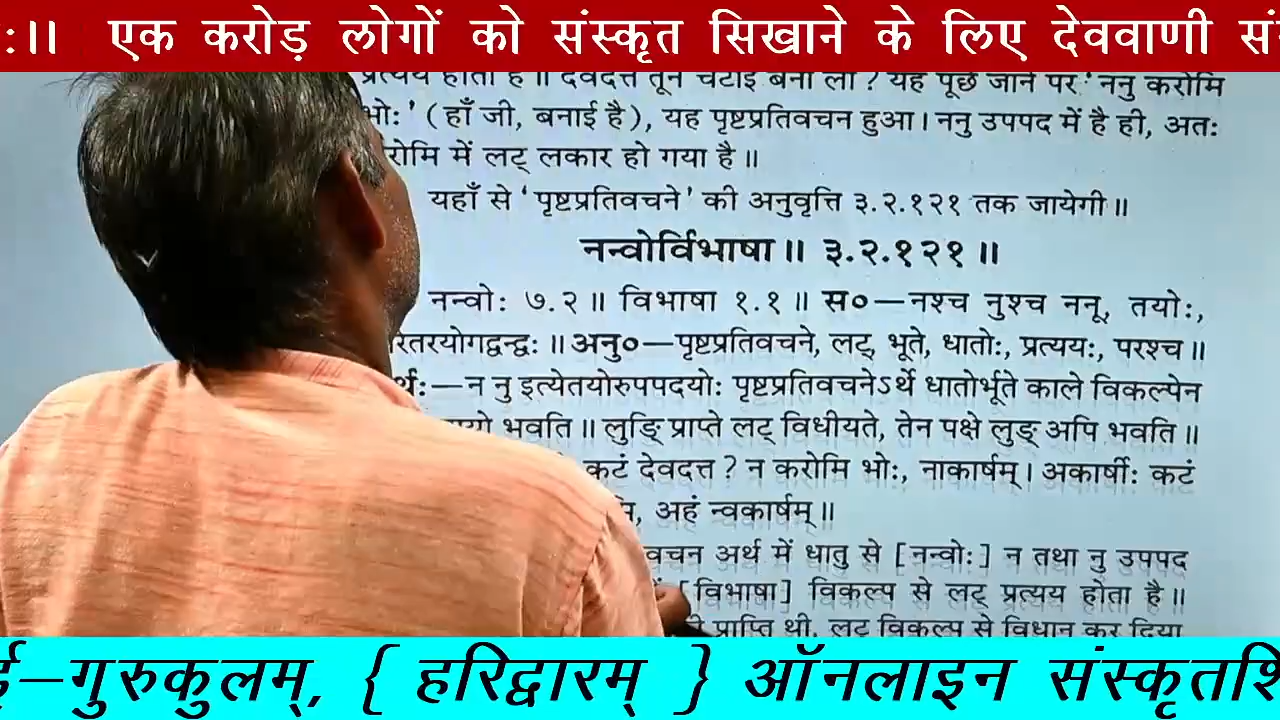 :।। एक करोड़ लोगों को संस्कृत सिखाने के लिए देववाणी
प्रत्यय होता है ॥ देवदत्त तूने चटाई बना ली ? यह पूछे जाने पर ' ननु करोमि
भोः' ( हाँ जी, बनाई है ), यह पृष्टप्रतिवचन हुआ। ननु उपपद में है ही, अतः
रोमि में लट् लकार हो गया है ॥
यहाँ से ' पृष्टप्रतिवचने' की अनुवृत्ति ३.२.१२१ तक जायेगी ॥
नन्वोर्विभाषा ॥ ३.२.१२१ ॥
नन्वोः ७.२ ॥ विभाषा १.१ ॥ स०—नश्च नुश्च ननू, तयोः,
रेतरयोगद्वन्द्वः ॥ अनु०—पृष्टप्रतिवचने, लट् भूते, धातोः, प्रत्ययः, परश्च ॥
र्थः—न नु इत्येतयोरुपपदयोः पृष्टप्रतिवचनेऽर्थे धातोर्भूते काले विकल्पेन
भवति ॥ लुङि प्राप्ते लट् विधीयते, तेन पक्षे लुङ् अपि भवति ॥
कटं देवदत्त ? न करोमि भोः, नाकार्षम्। अकार्षीः कटं
अहं न्वकार्षम् ॥
वचन अर्थ में धातु से [नन्वोः] न तथा नु उपपद
[विभाषा] विकल्प से लट् प्रत्यय होता है ॥
प्राप्ति थी, लट् विकल्प से विधान कर दिया
ई–गुरुकुलम्, { हरिद्वारम् } ऑनलाइन संस्कृतशि